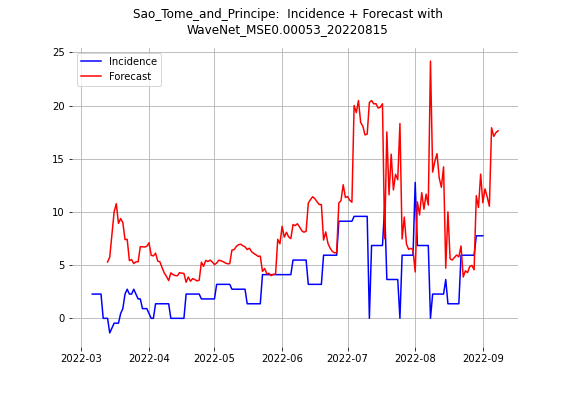 Sao_Tome_and_Principe:  Incidence + Forecast with
WaveNet_MSE0.00053_20220815
Incidence
Forecast
25
20
15
10
5
0
2022-03 2022-04 2022-05 2022-06 2022-07 2022-08 2022-09